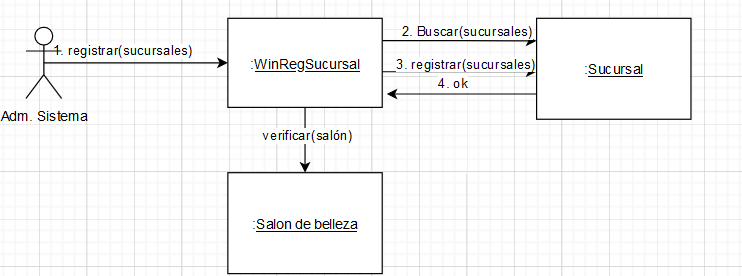 1. registrar(sucursales)
Adm. Sistema
:WinRegSucursal
2. Buscar(sucursales)
3. registrar(sucursales)
4. ok
:Sucursal
verificar(salón)
:Salon de belleza